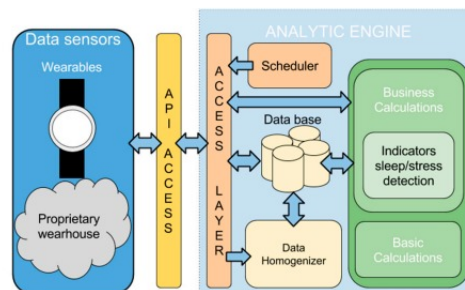 Data sensors
Wearables
Proprietary
wearhouse
API ACCESS
ANALYTIC ENGINE
ACCESS LAYER
Scheduler
Data base
Data
Homogenizer
Business
Calculations
Indicators
sleep/stress
detection
Basic
Calculations